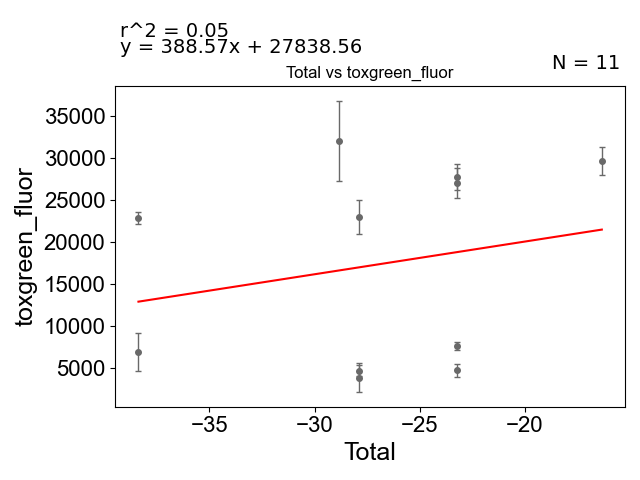 r^2 = 0.05
y = 388.57x + 27838.56
N = 11
Total vs toxgreen_fluor
35000
30000
25000
20000
15000
10000
5000
toxgreen_fluor
−35 −30 −25 −20
Total